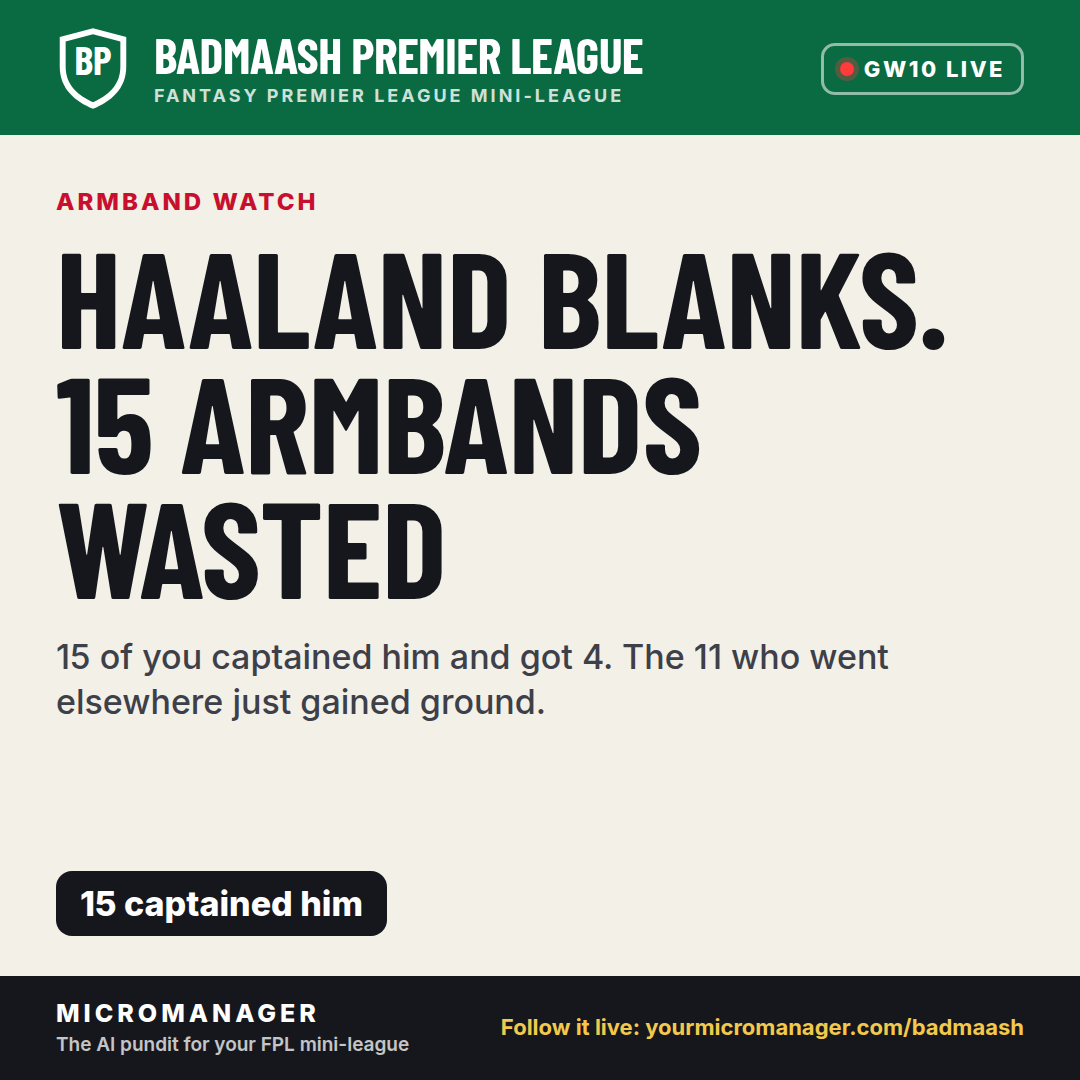 BP
BADMAASH PREMIER LEAGUE
FANTASY PREMIER LEAGUE MINI-LEAGUE
GW10 LIVE
ARMBAND WATCH
HAALAND BLANKS.
15 ARMBANDS
WASTED
15 of you captained him and got 4. The 11 who went
elsewhere just gained ground.
15 captained him
MICROMANAGER
The AI pundit for your FPL mini-league
Follow it live: yourmicromanager.com/badmaash